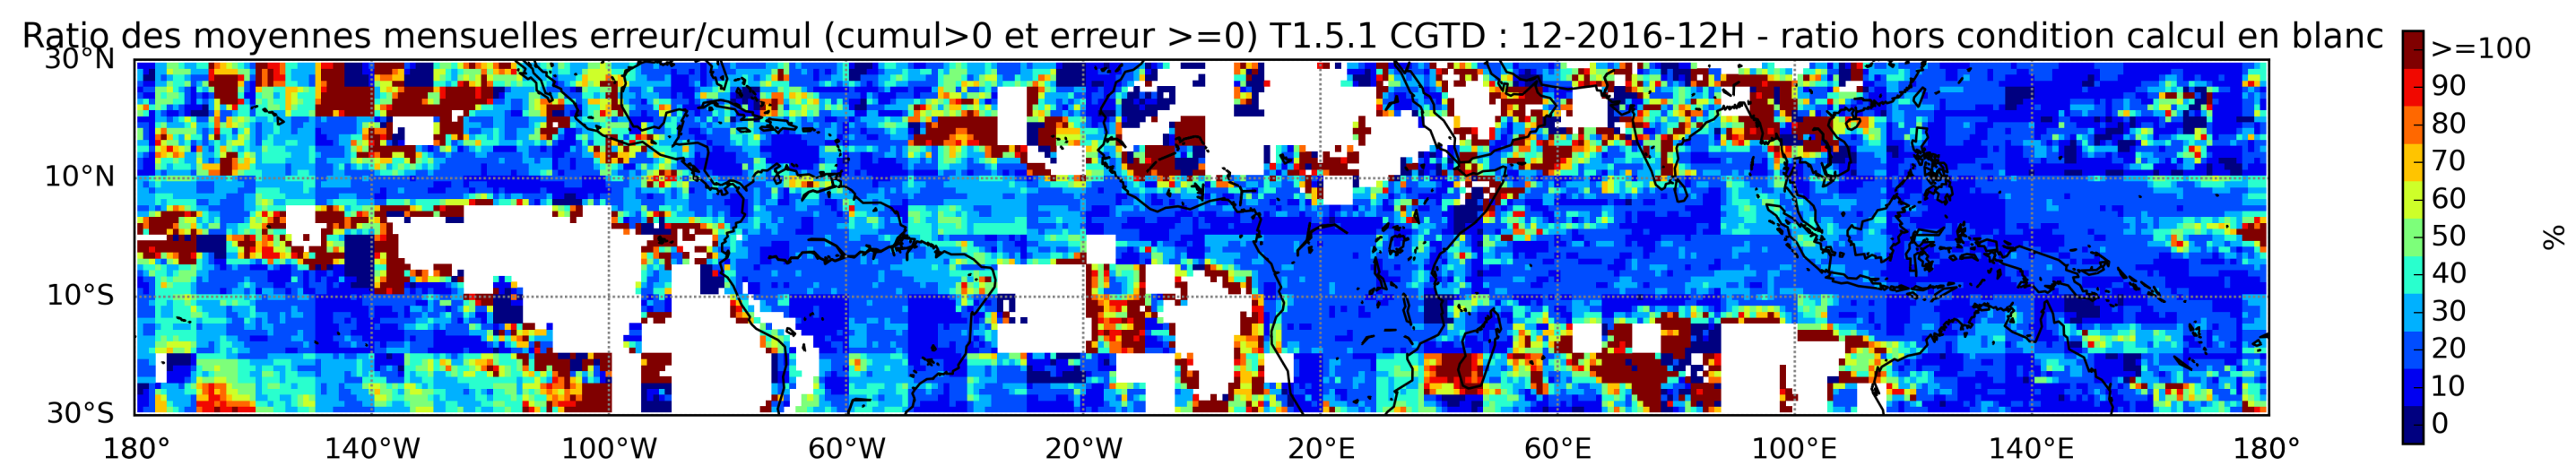 Ratio des moyennes mensuelles erreur/cumul (cumul>0 et erreur >=0) T1.5.1 CGTD : 12-2016-12H - ratio hors condition calcul en blanc
30°N
10°N
10°S
30°S
180° 140°W 100°W 60°W 20°W 20°E 60°E 100°E 140°E 180°
>=100
90
80
70
60
50
40
30
20
10
0
%